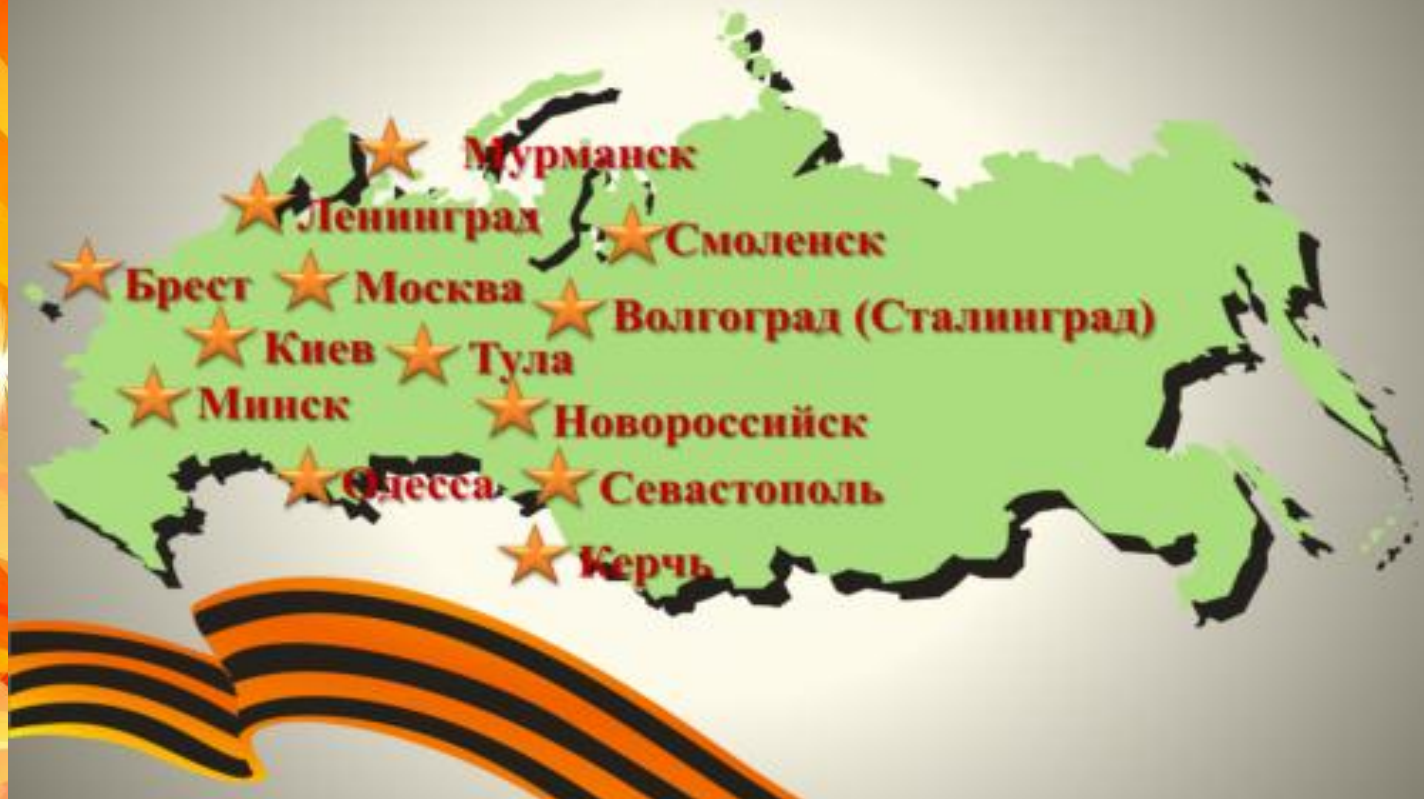 Мурманск
Ленинград
Смоленск
Брест
Москва
Волгоград (Сталинград)
Киев
Тула
Минск
Новороссийск
Одесса
Севастополь
Керчь